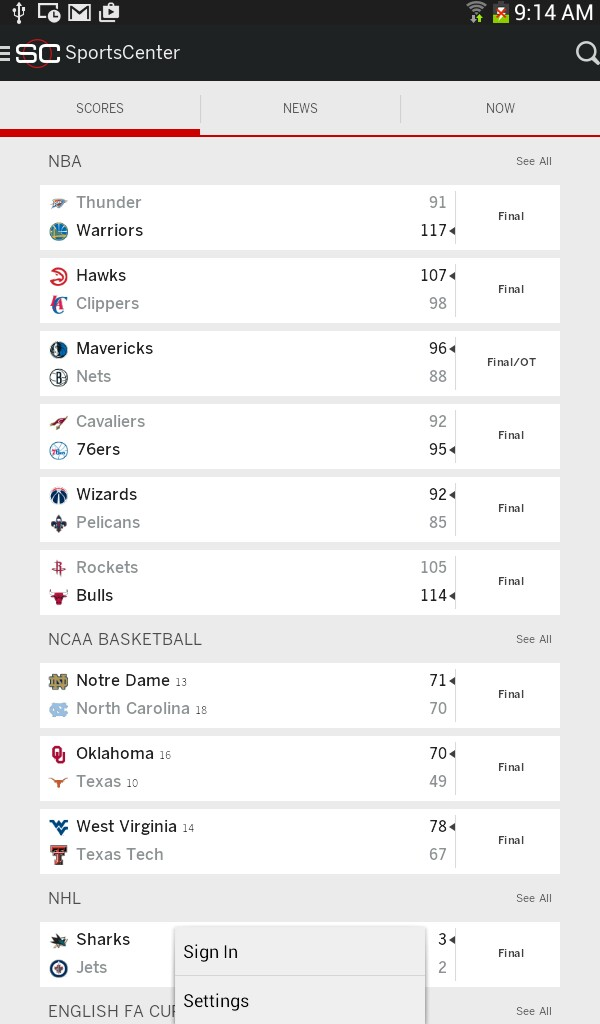 9:14 AM
SC SportsCenter
SCORES NEWS NOW
NBA See All
Thunder 91
Warriors 117
Final
Hawks 107
Clippers 98
Final
Mavericks 96
Nets 88
Final/OT
Cavaliers 92
76ers 95
Final
Wizards 92
Pelicans 85
Final
Rockets 105
Bulls 114
Final
NCAA BASKETBALL See All
Notre Dame 13 71
North Carolina 18 70
Final
Oklahoma 16 70
Texas 10 49
Final
West Virginia 14 78
Texas Tech 67
Final
NHL See All
Sharks 3
Jets 2
Final
Sign In
Settings
ENGLISH FA CU See All